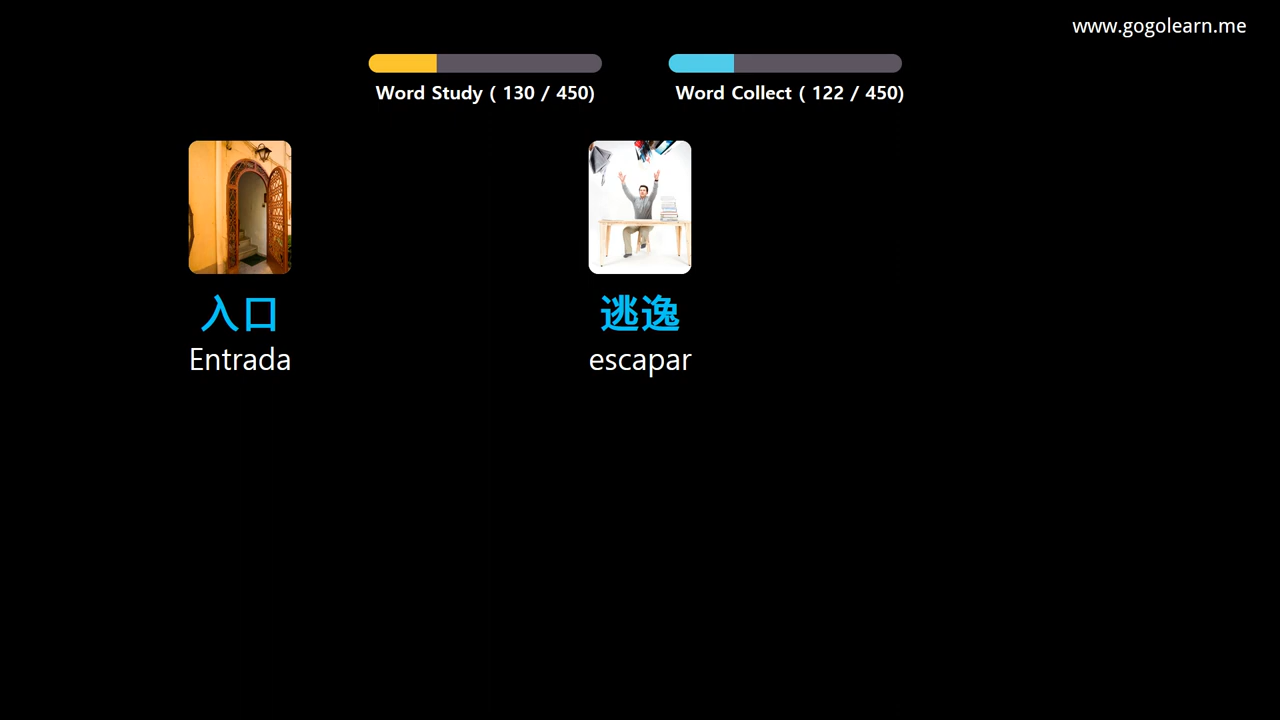 www.gogolearn.me
Word Study ( 130 / 450)
Word Collect ( 122 / 450)
入口
Entrada
逃逸
escapar